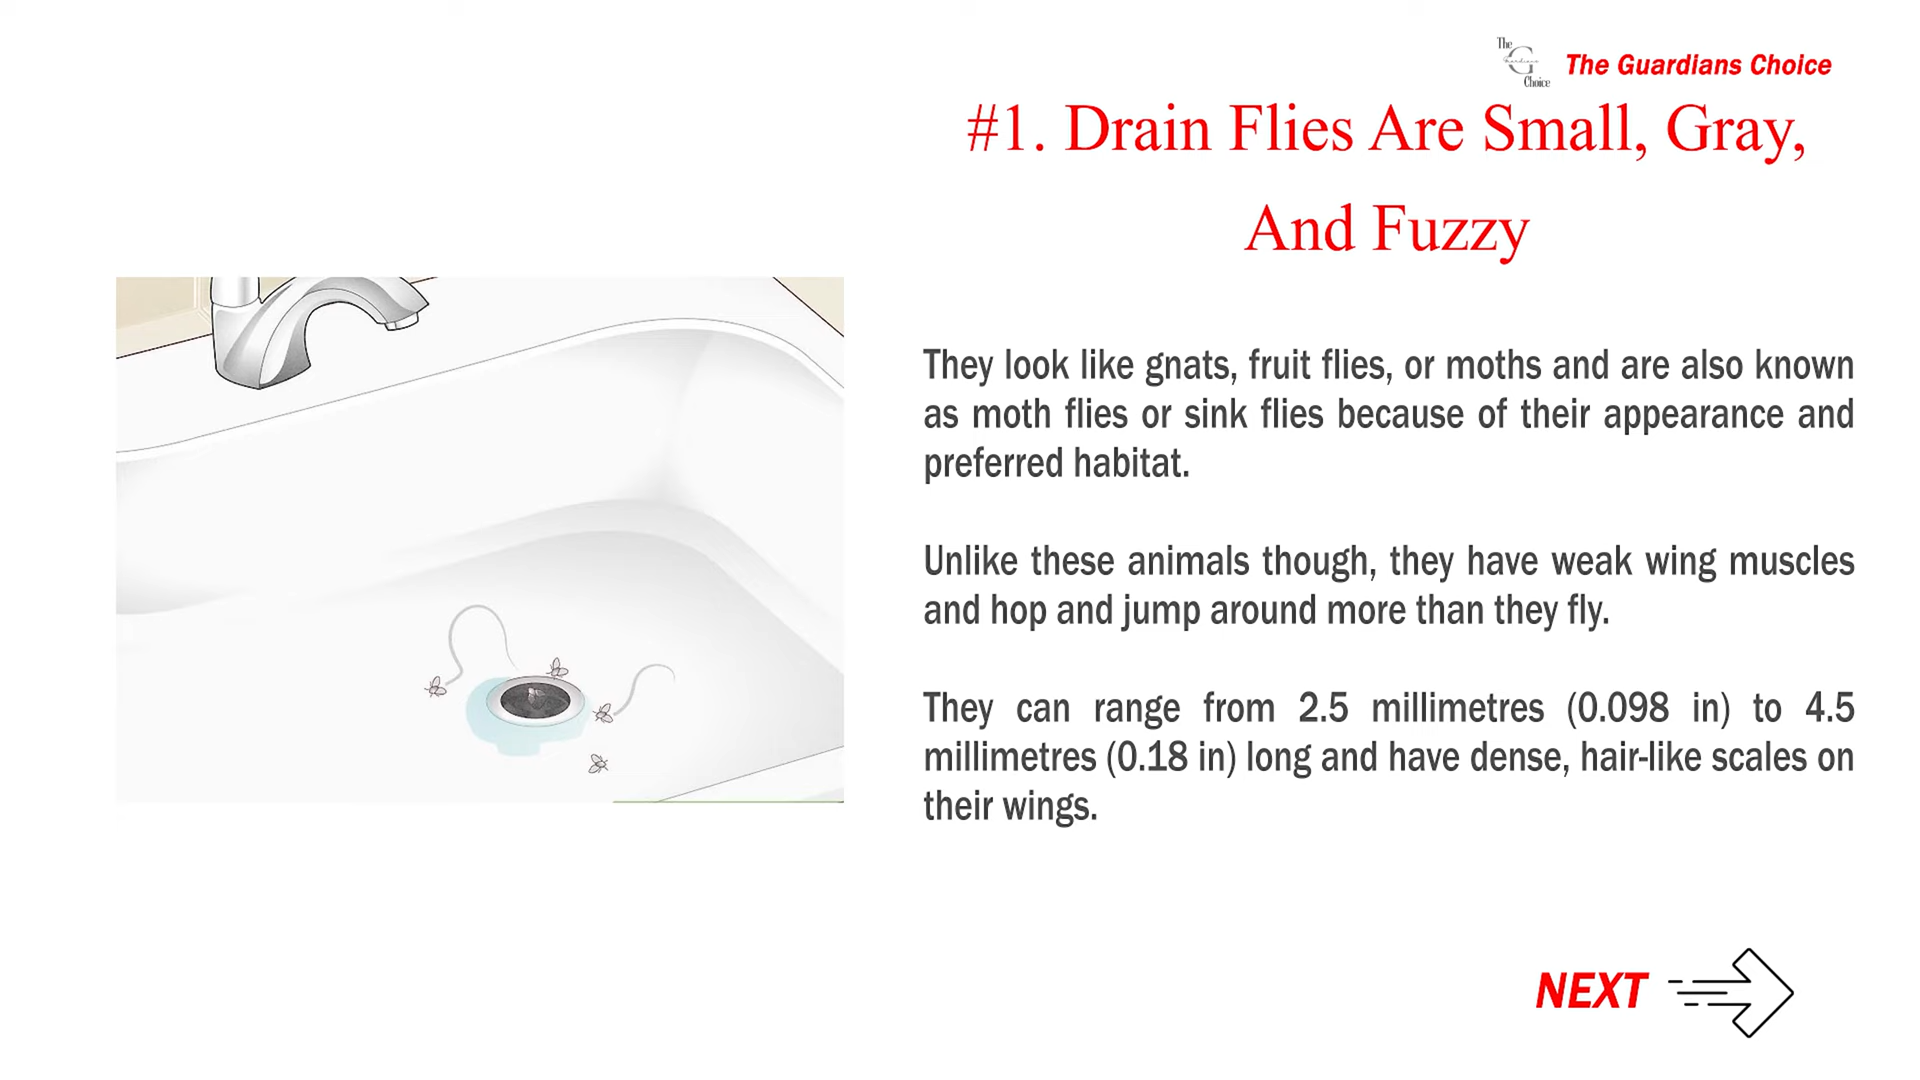 The
Guardians
Choice
The Guardians Choice
#1. Drain Flies Are Small, Gray,
And Fuzzy
They look like gnats, fruit flies, or moths and are also known
as moth flies or sink flies because of their appearance and
preferred habitat.
Unlike these animals though, they have weak wing muscles
and hop and jump around more than they fly.
They can range from 2.5 millimetres (0.098 in) to 4.5
millimetres (0.18 in) long and have dense, hair-like scales on
their wings.
NEXT